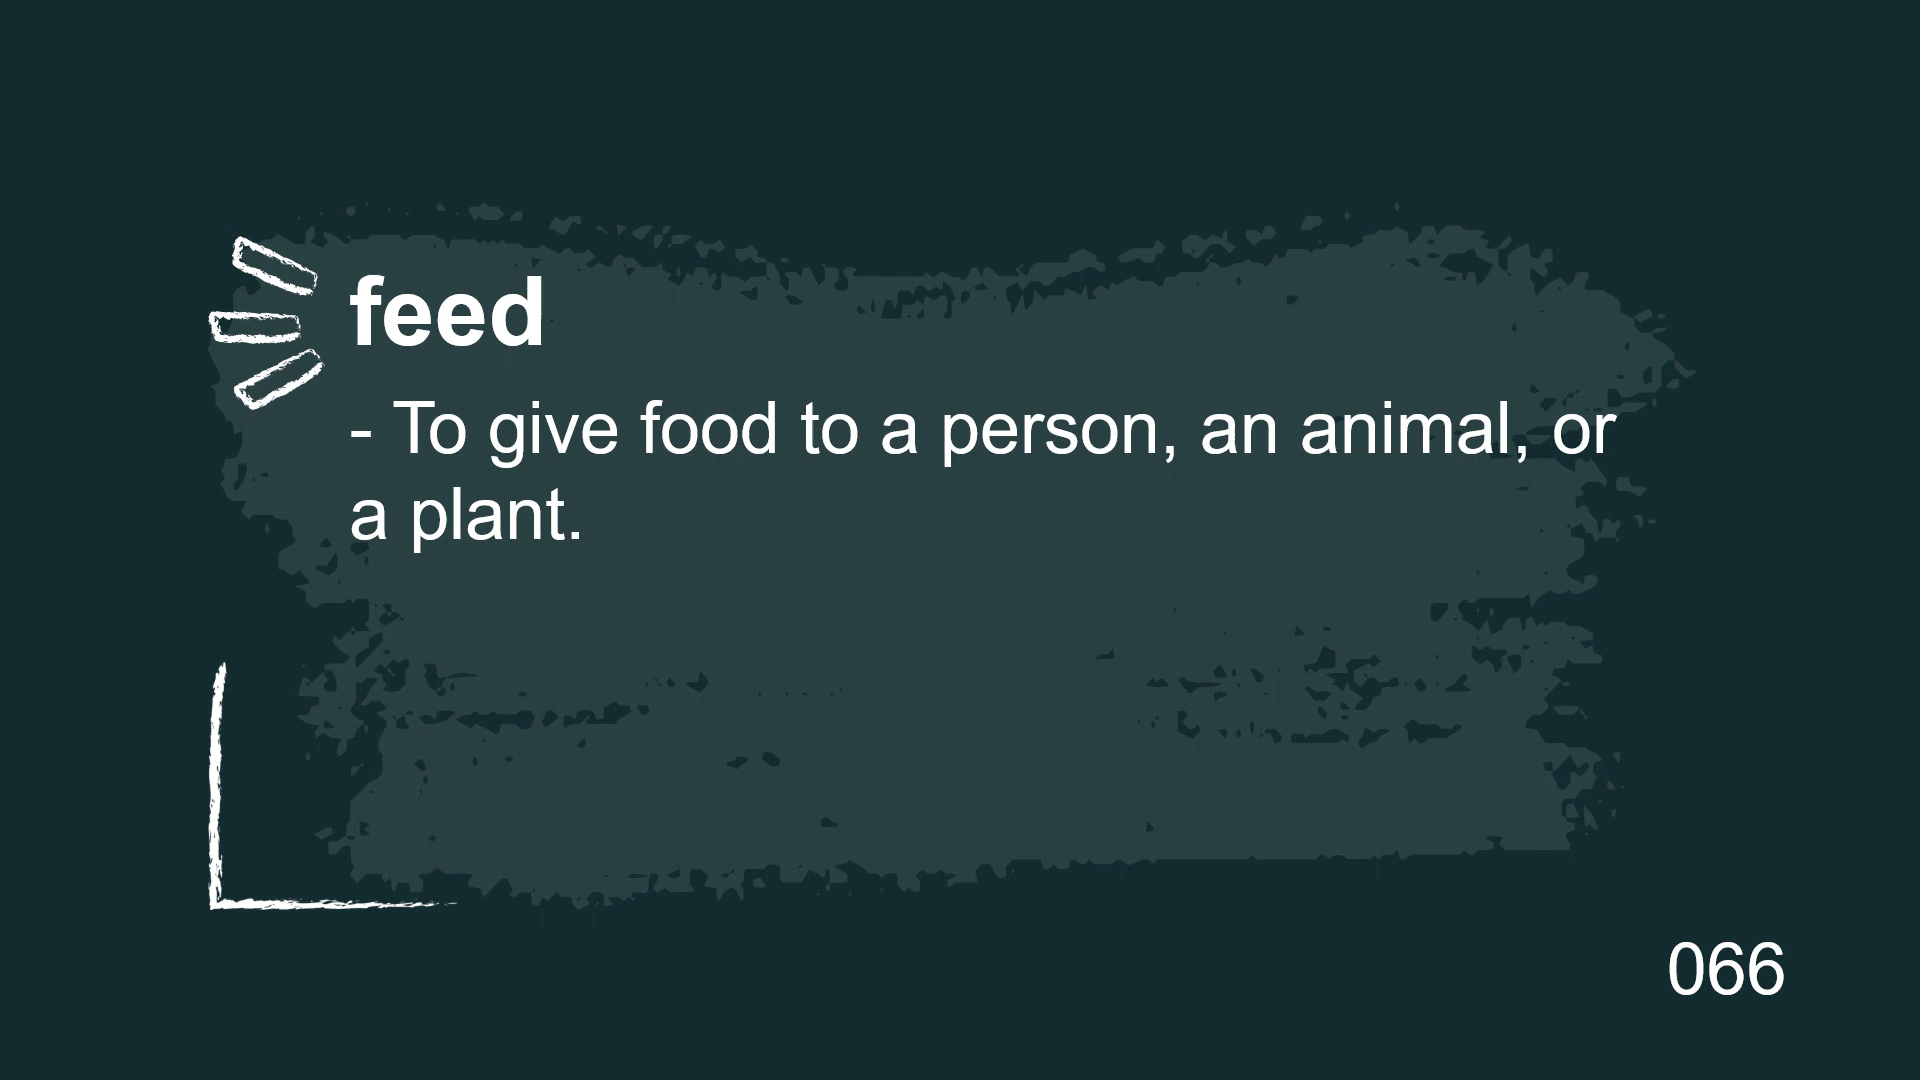 feed
- To give food to a person, an animal, or
a plant.
066